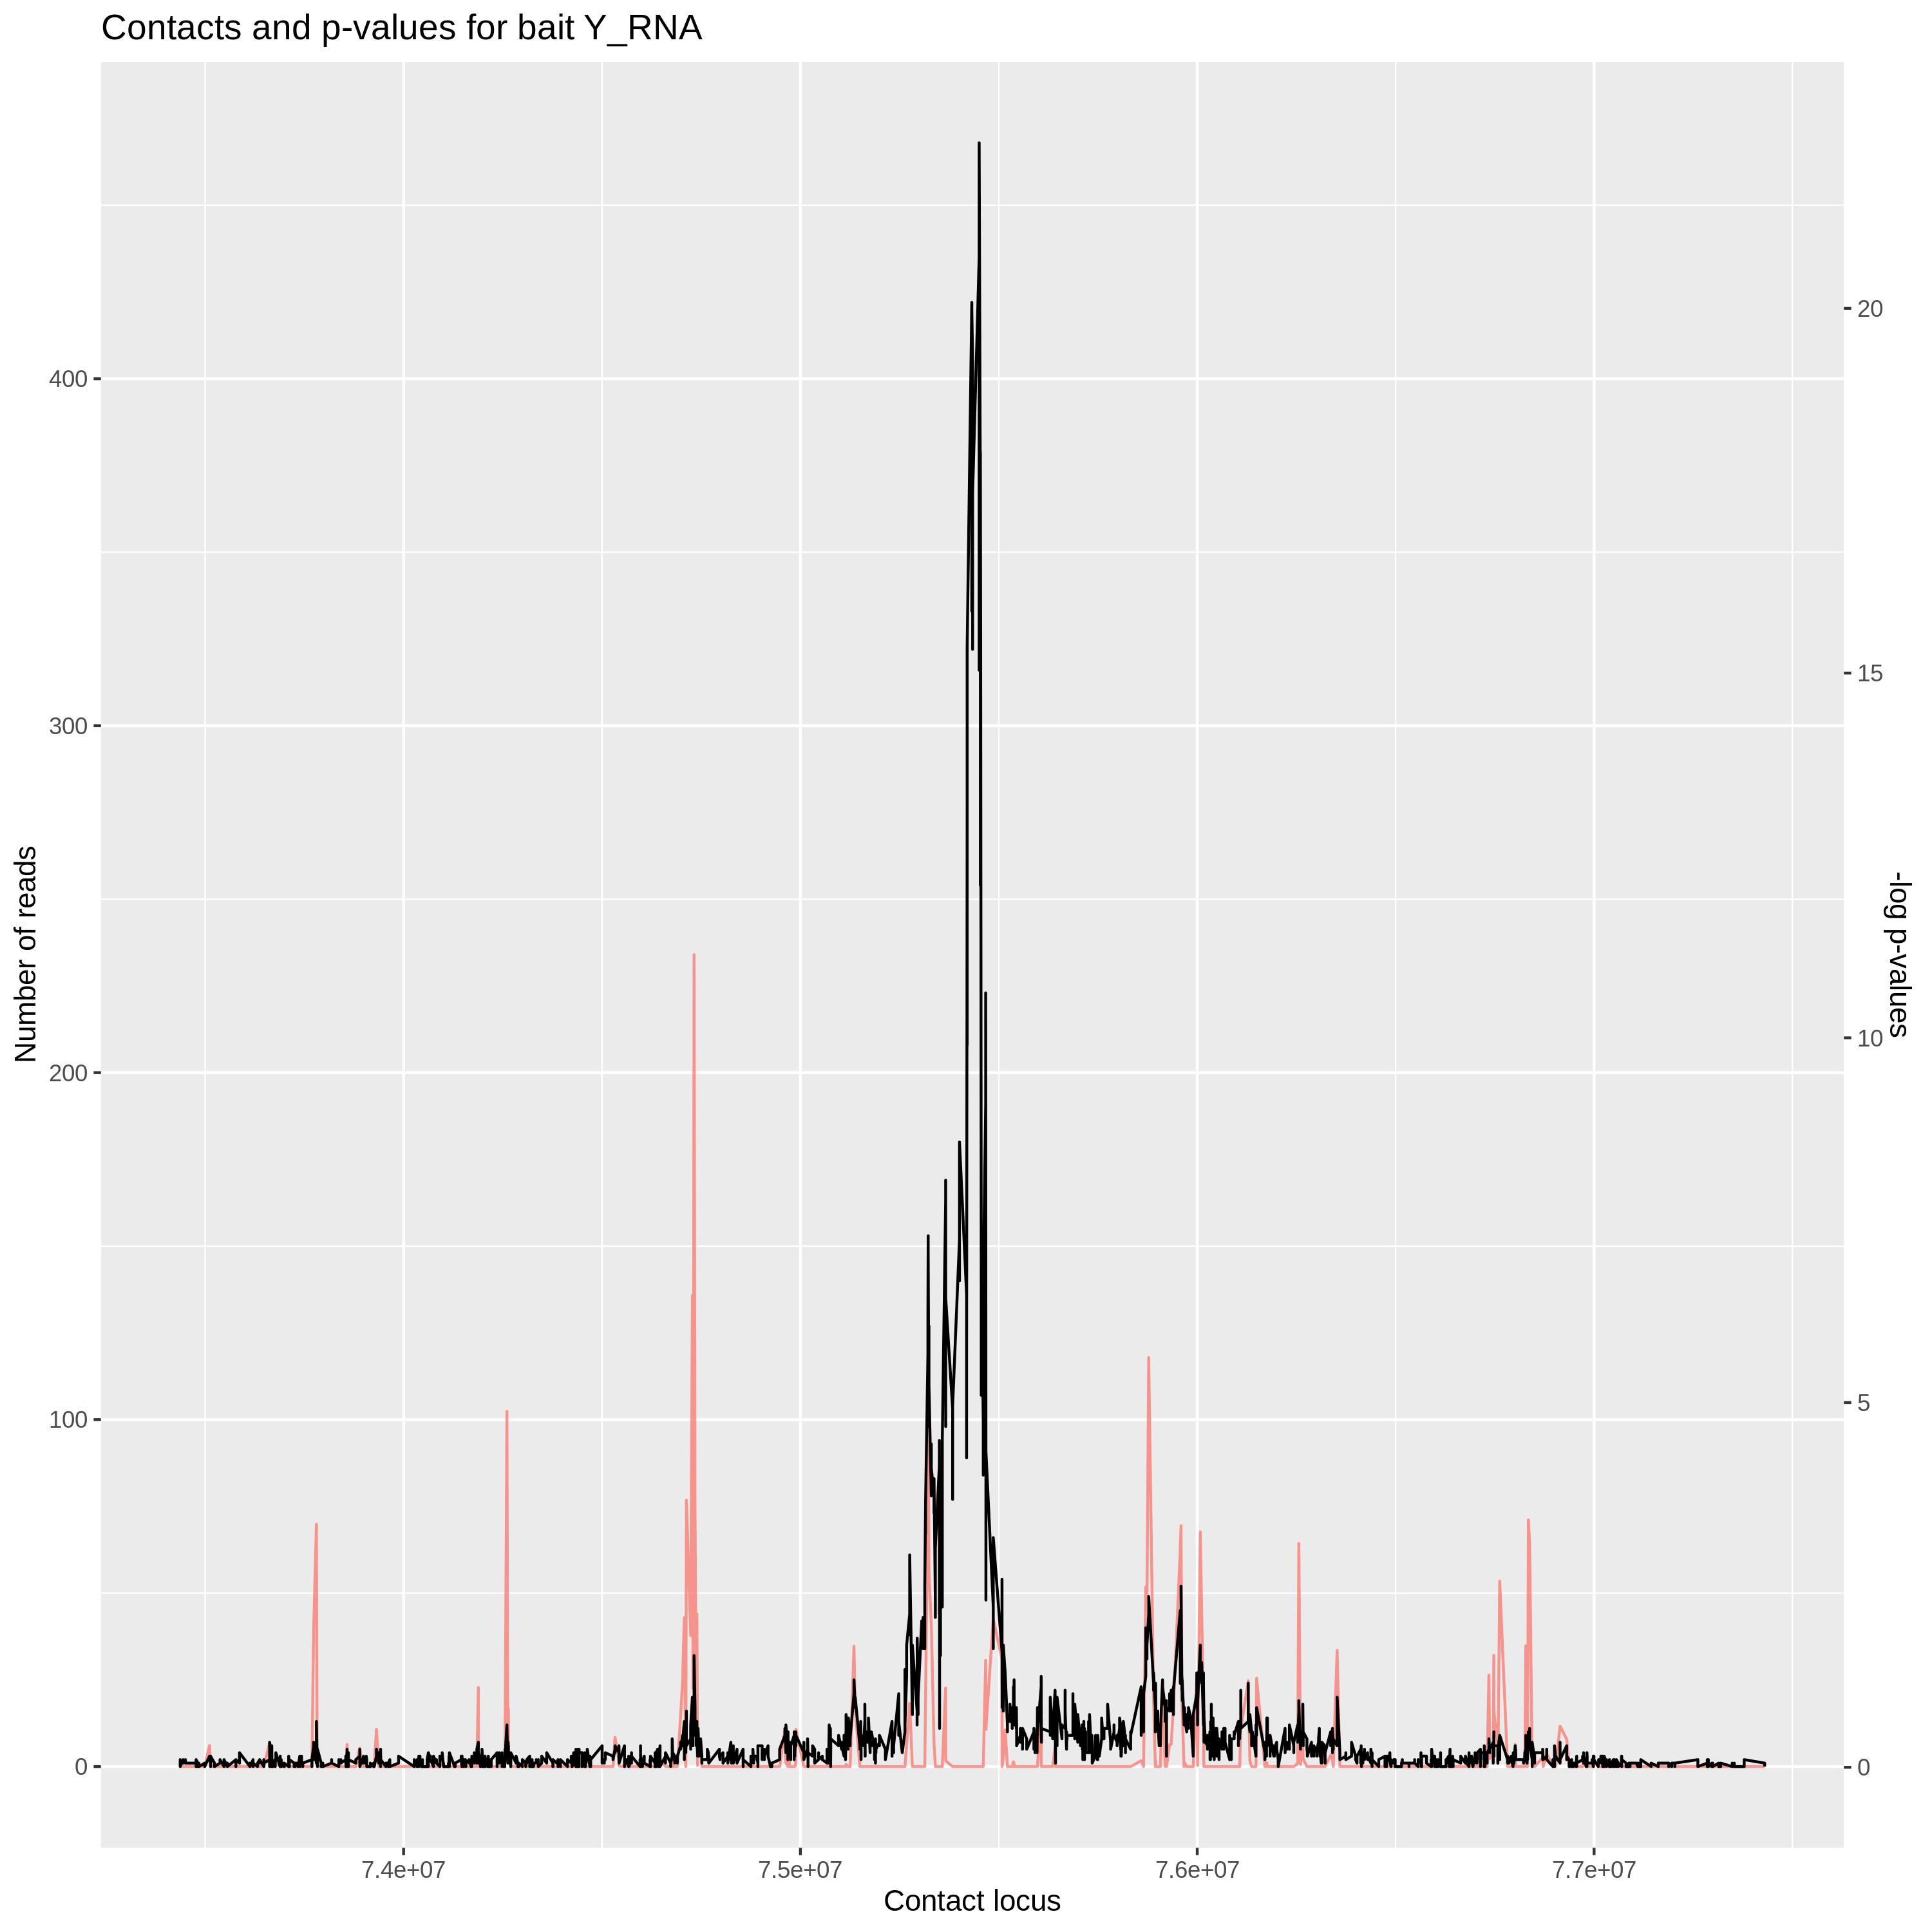 Contacts and p-values for bait Y_RNA
Number of reads
400
300
200
100
0
20
15
10
5
0
-log p-values
7.4e+07
7.5e+07
7.6e+07
7.7e+07
Contact locus